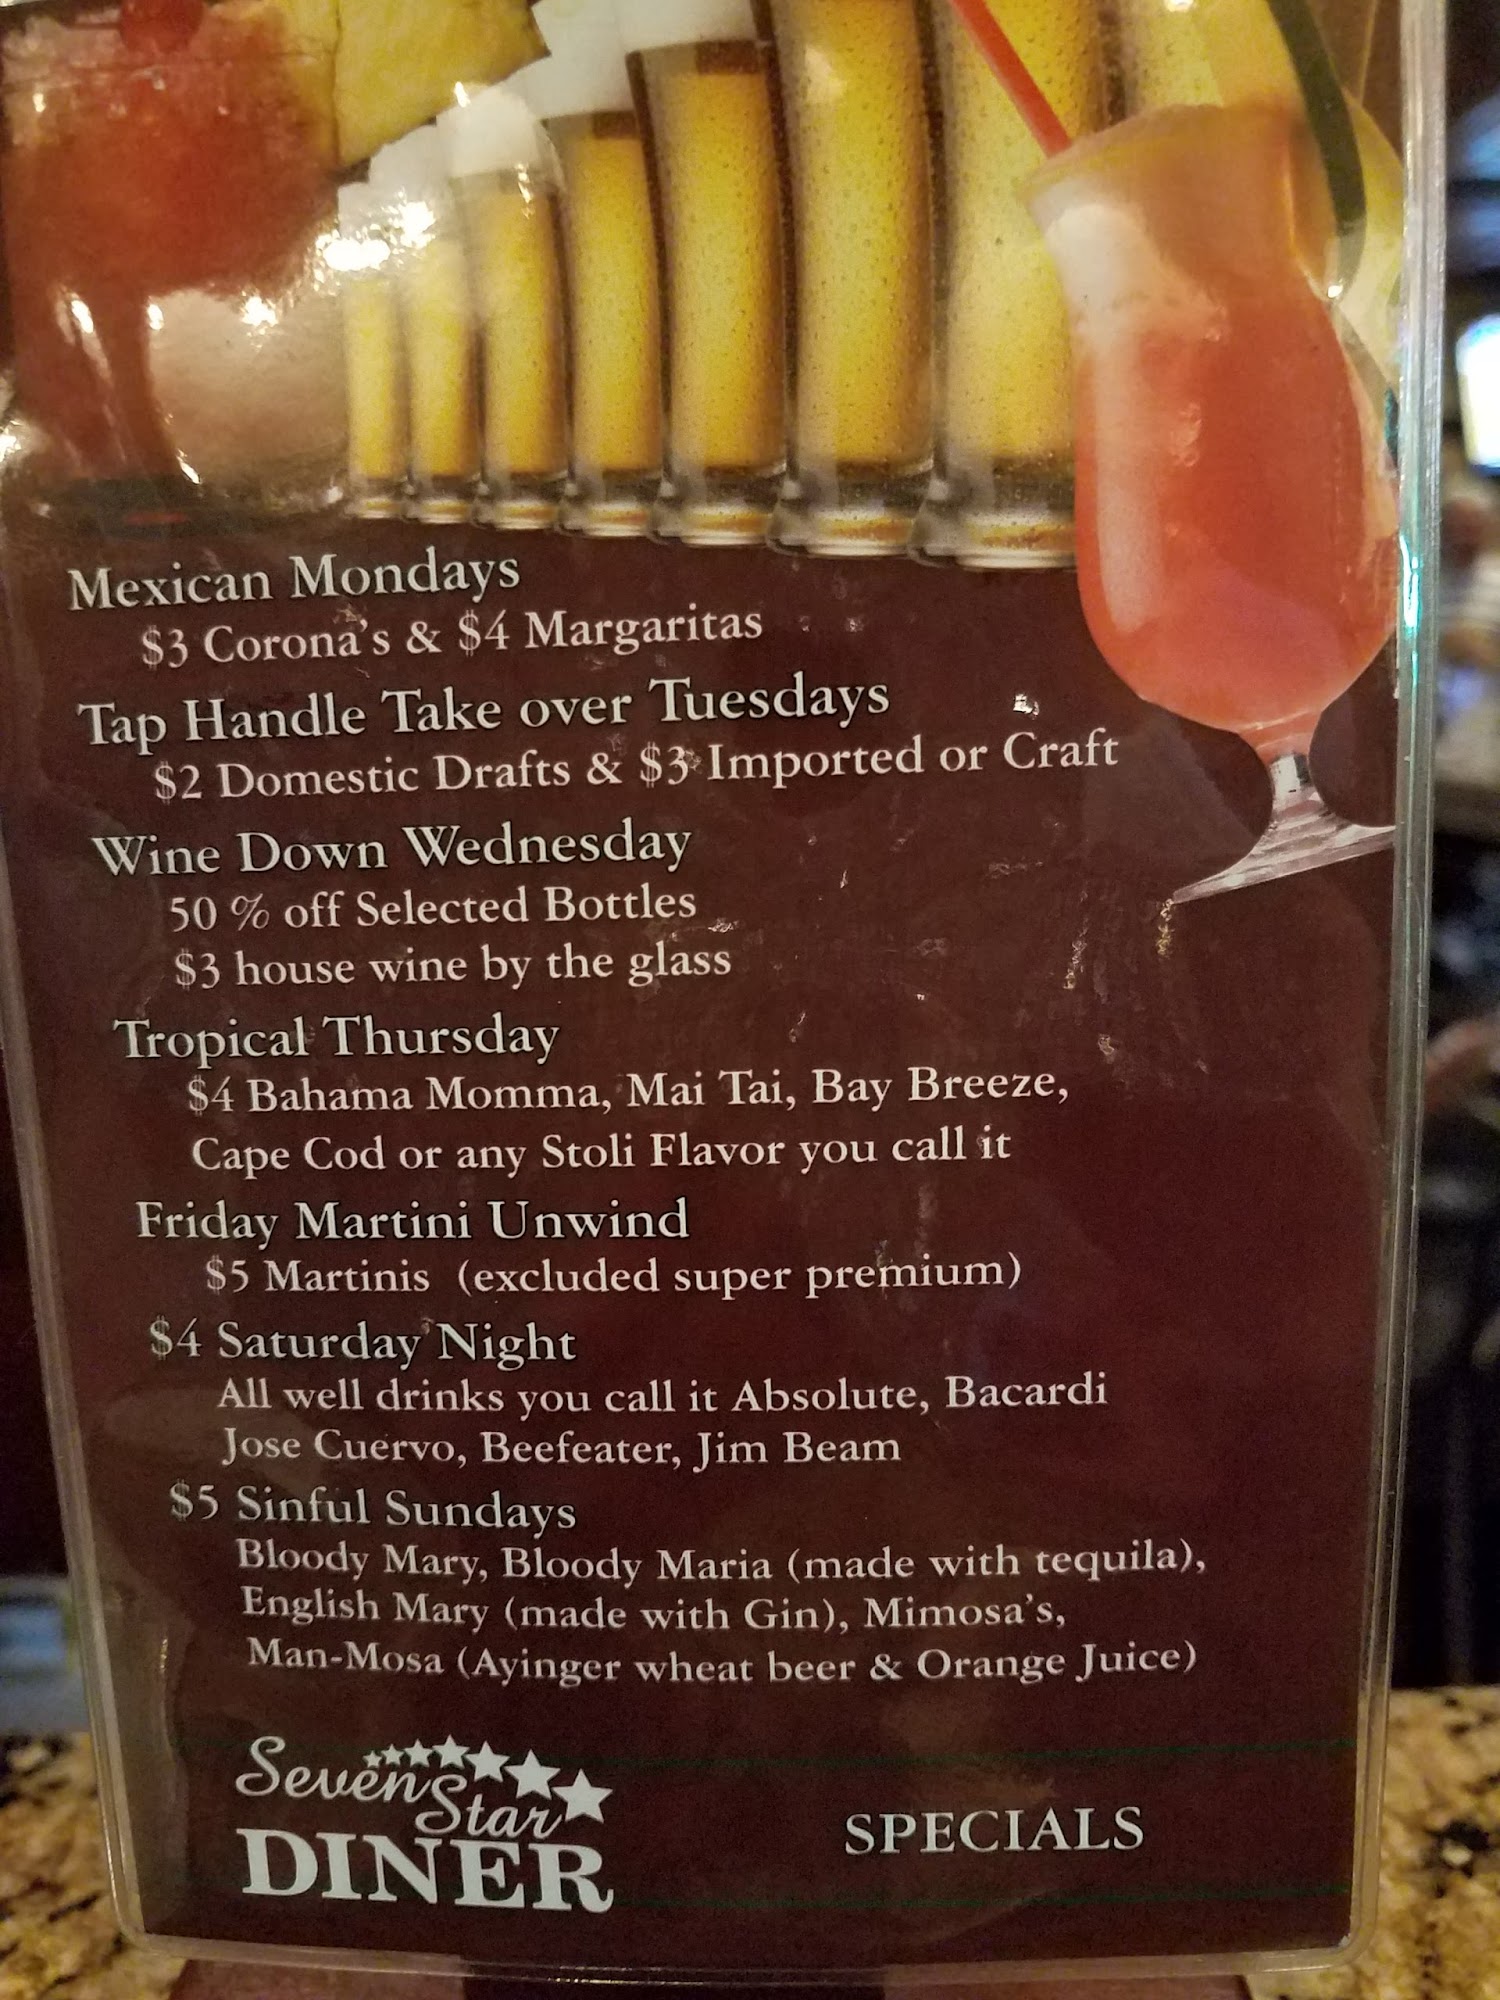 Mexican Mondays
$3 Corona's & $4 Margaritas
Tap Handle Take over Tuesdays
$2 Domestic Drafts & $3 Imported or Craft
Wine Down Wednesday
50 % off Selected Bottles
$3 house wine by the glass
Tropical Thursday
$4 Bahama Momma, Mai Tai, Bay Breeze,
Cape Cod or any Stoli Flavor you call it
Friday Martini Unwind
$5 Martinis (excluded super premium)
$4 Saturday Night
All well drinks you call it Absolute, Bacardi
Jose Cuervo, Beefeater, Jim Beam
$5 Sinful Sundays
Bloody Mary, Bloody Maria (made with tequila),
English Mary (made with Gin), Mimosa's,
Man-Mosa (Ayinger wheat beer & Orange Juice)
Seven
Star
DINER
SPECIALS